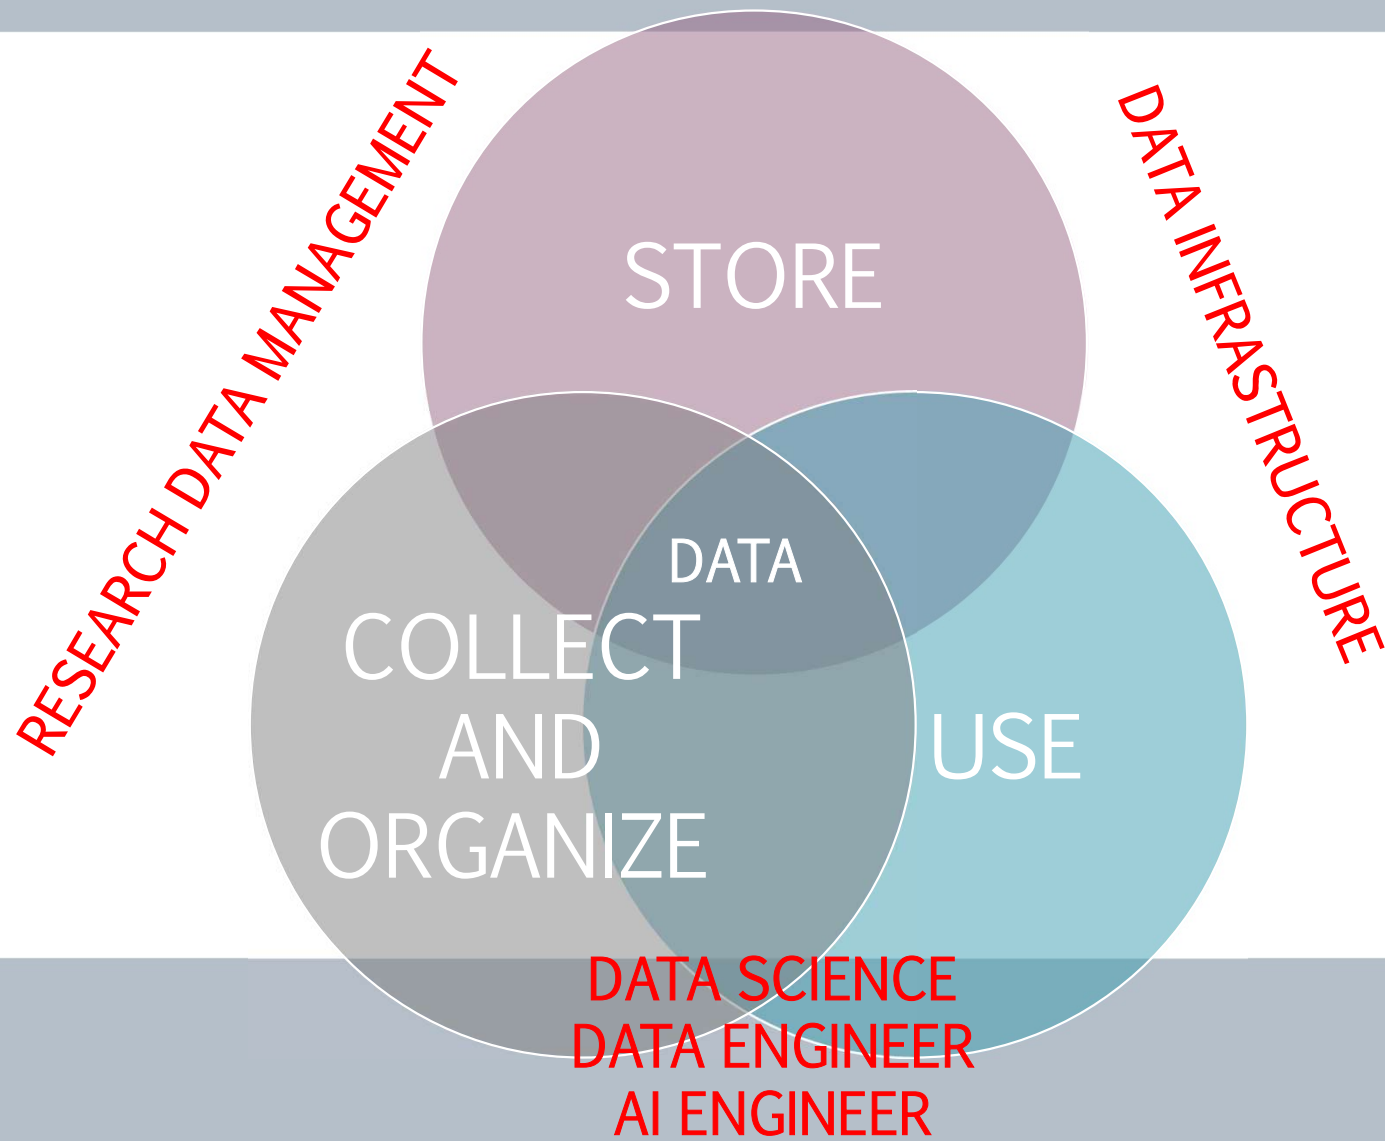 RESEARCH DATA MANAGEMENT
DATA INFRASTRUCTURE
STORE
DATA
COLLECT
AND
ORGANIZE
USE
DATA SCIENCE
DATA ENGINEER
AI ENGINEER